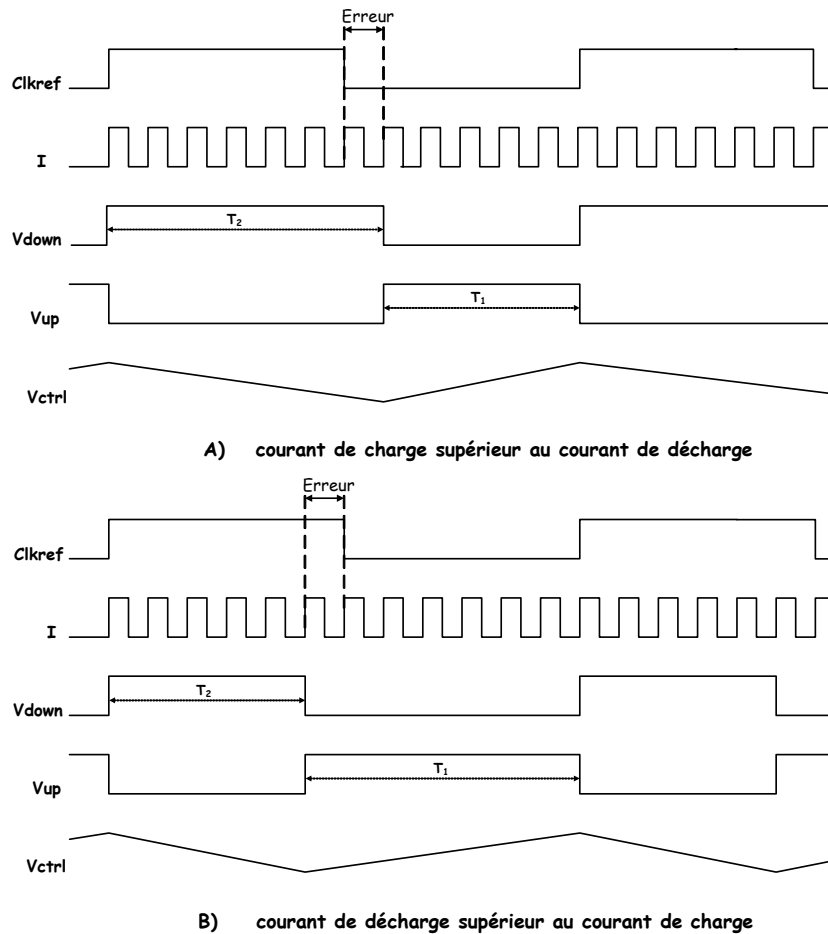 Erreur
Clkref
I
T₂
Vdown
T₁
Vup
Vctrl
A) courant de charge supérieur au courant de décharge
Erreur
Clkref
I
T₂
Vdown
T₁
Vup
Vctrl
B) courant de décharge supérieur au courant de charge